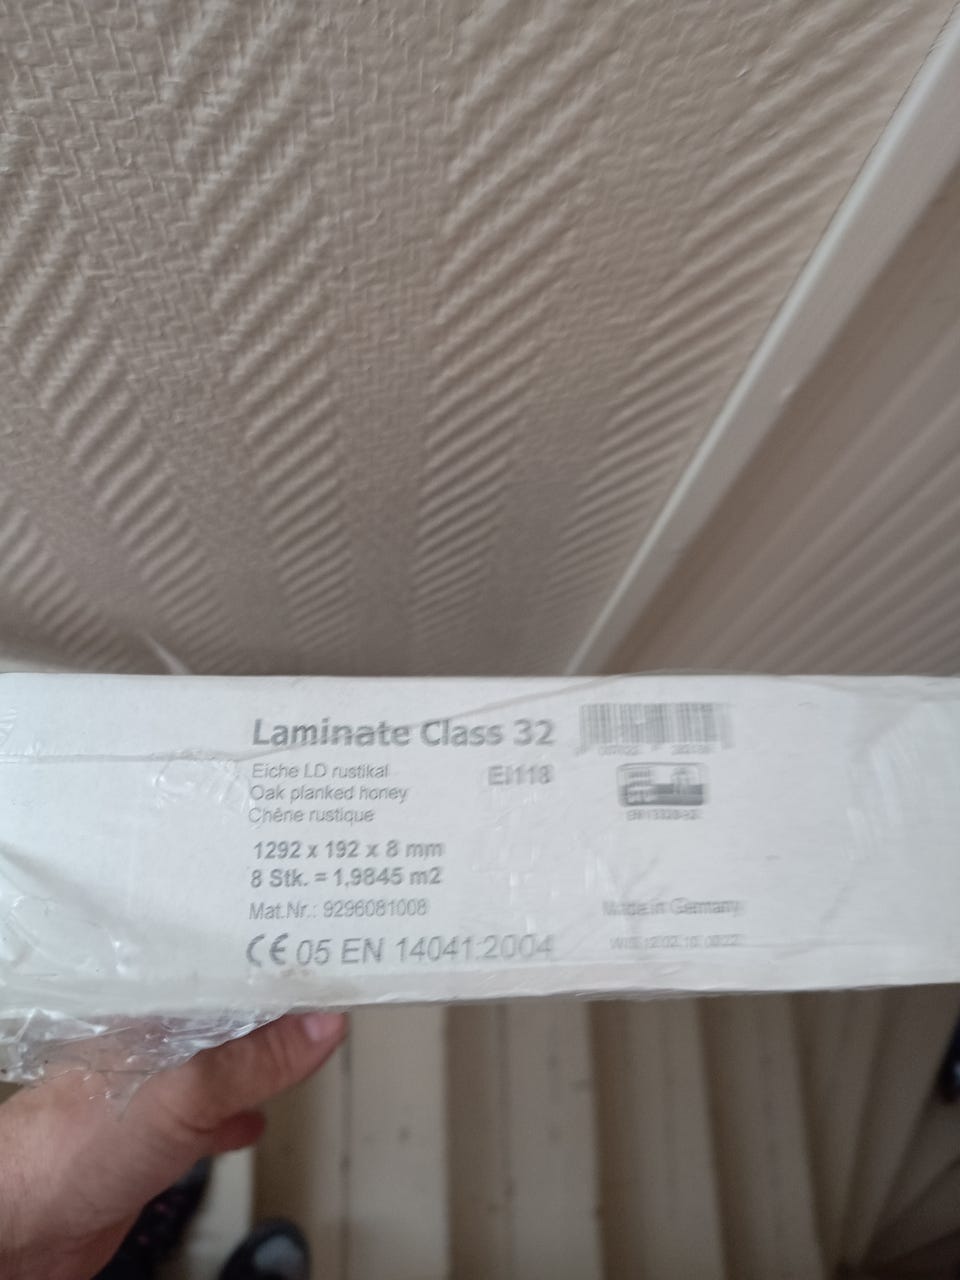 Laminate Class 32
Eiche LD rustikal
EI118
Oak planked honey
Chêne rustique
1292 x 192 x 8 mm
8 Stk. = 1,9845 m2
Mat.Nr.: 9296081008
Made in Germany
CE 05 EN 14041:2004